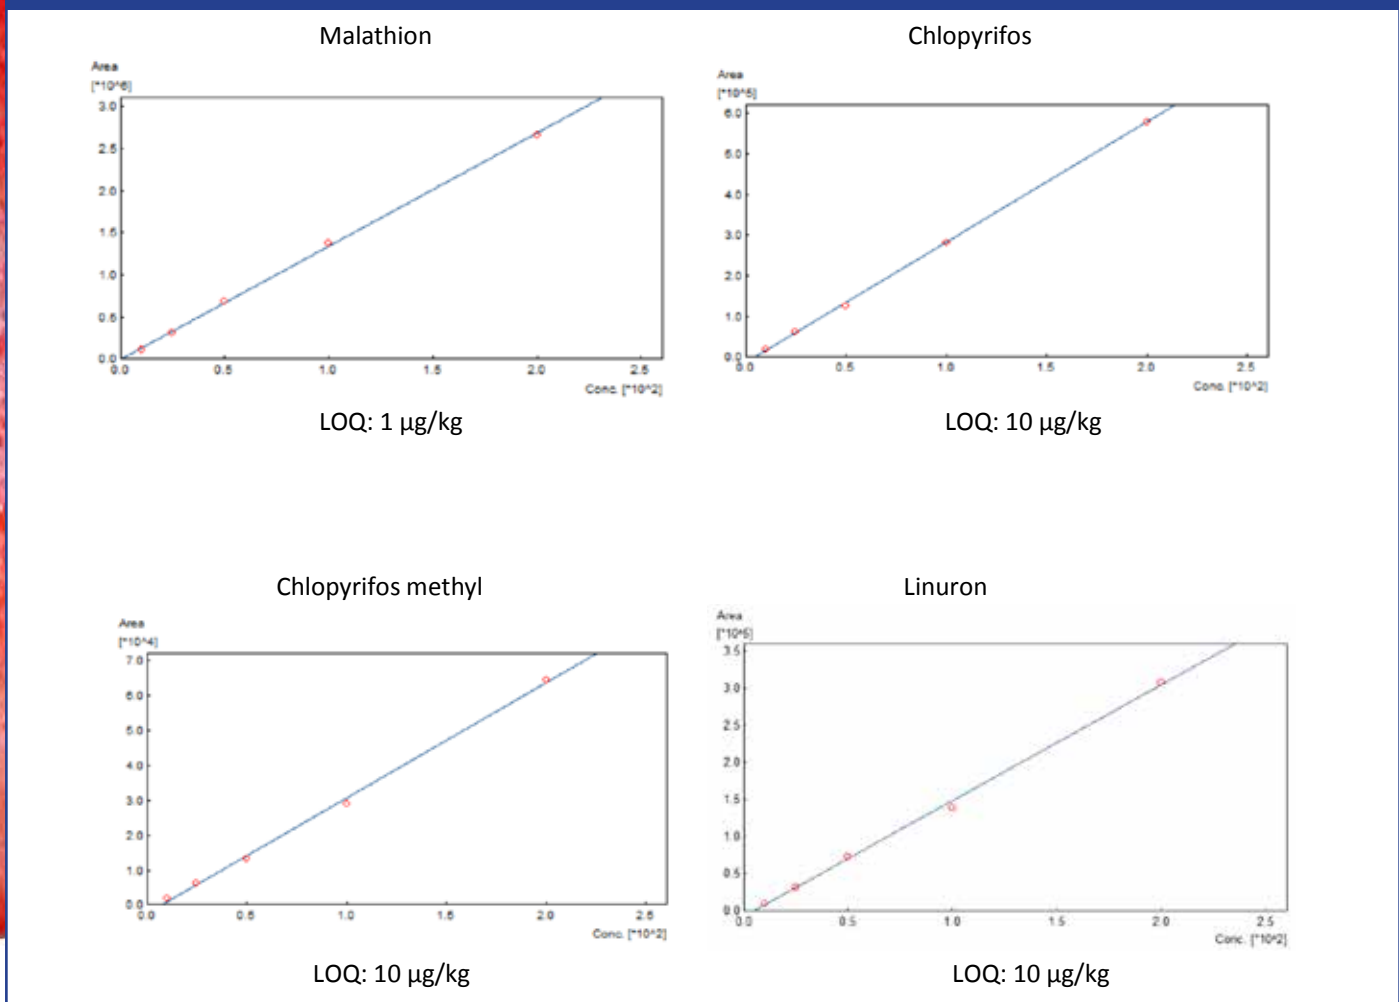 Malathion
Area
[*10^6]
3.0
2.5
2.0
1.5
1.0
0.5
0.0
0.0 0.5 1.0 1.5 2.0 2.5
Conc. [*10^2]
LOQ: 1 µg/kg
Chlopyrifos
Area
[*10^5]
6.0
5.0
4.0
3.0
2.0
1.0
0.0
0.0 0.5 1.0 1.5 2.0 2.5
Conc. [*10^2]
LOQ: 10 µg/kg
Chlopyrifos methyl
Area
[*10^4]
7.0
6.0
5.0
4.0
3.0
2.0
1.0
0.0
0.0 0.5 1.0 1.5 2.0 2.5
Conc. [*10^2]
LOQ: 10 µg/kg
Linuron
Area
[*10^5]
3.5
3.0
2.5
2.0
1.5
1.0
0.5
0.0
0.0 0.5 1.0 1.5 2.0 2.5
Conc. [*10^2]
LOQ: 10 µg/kg